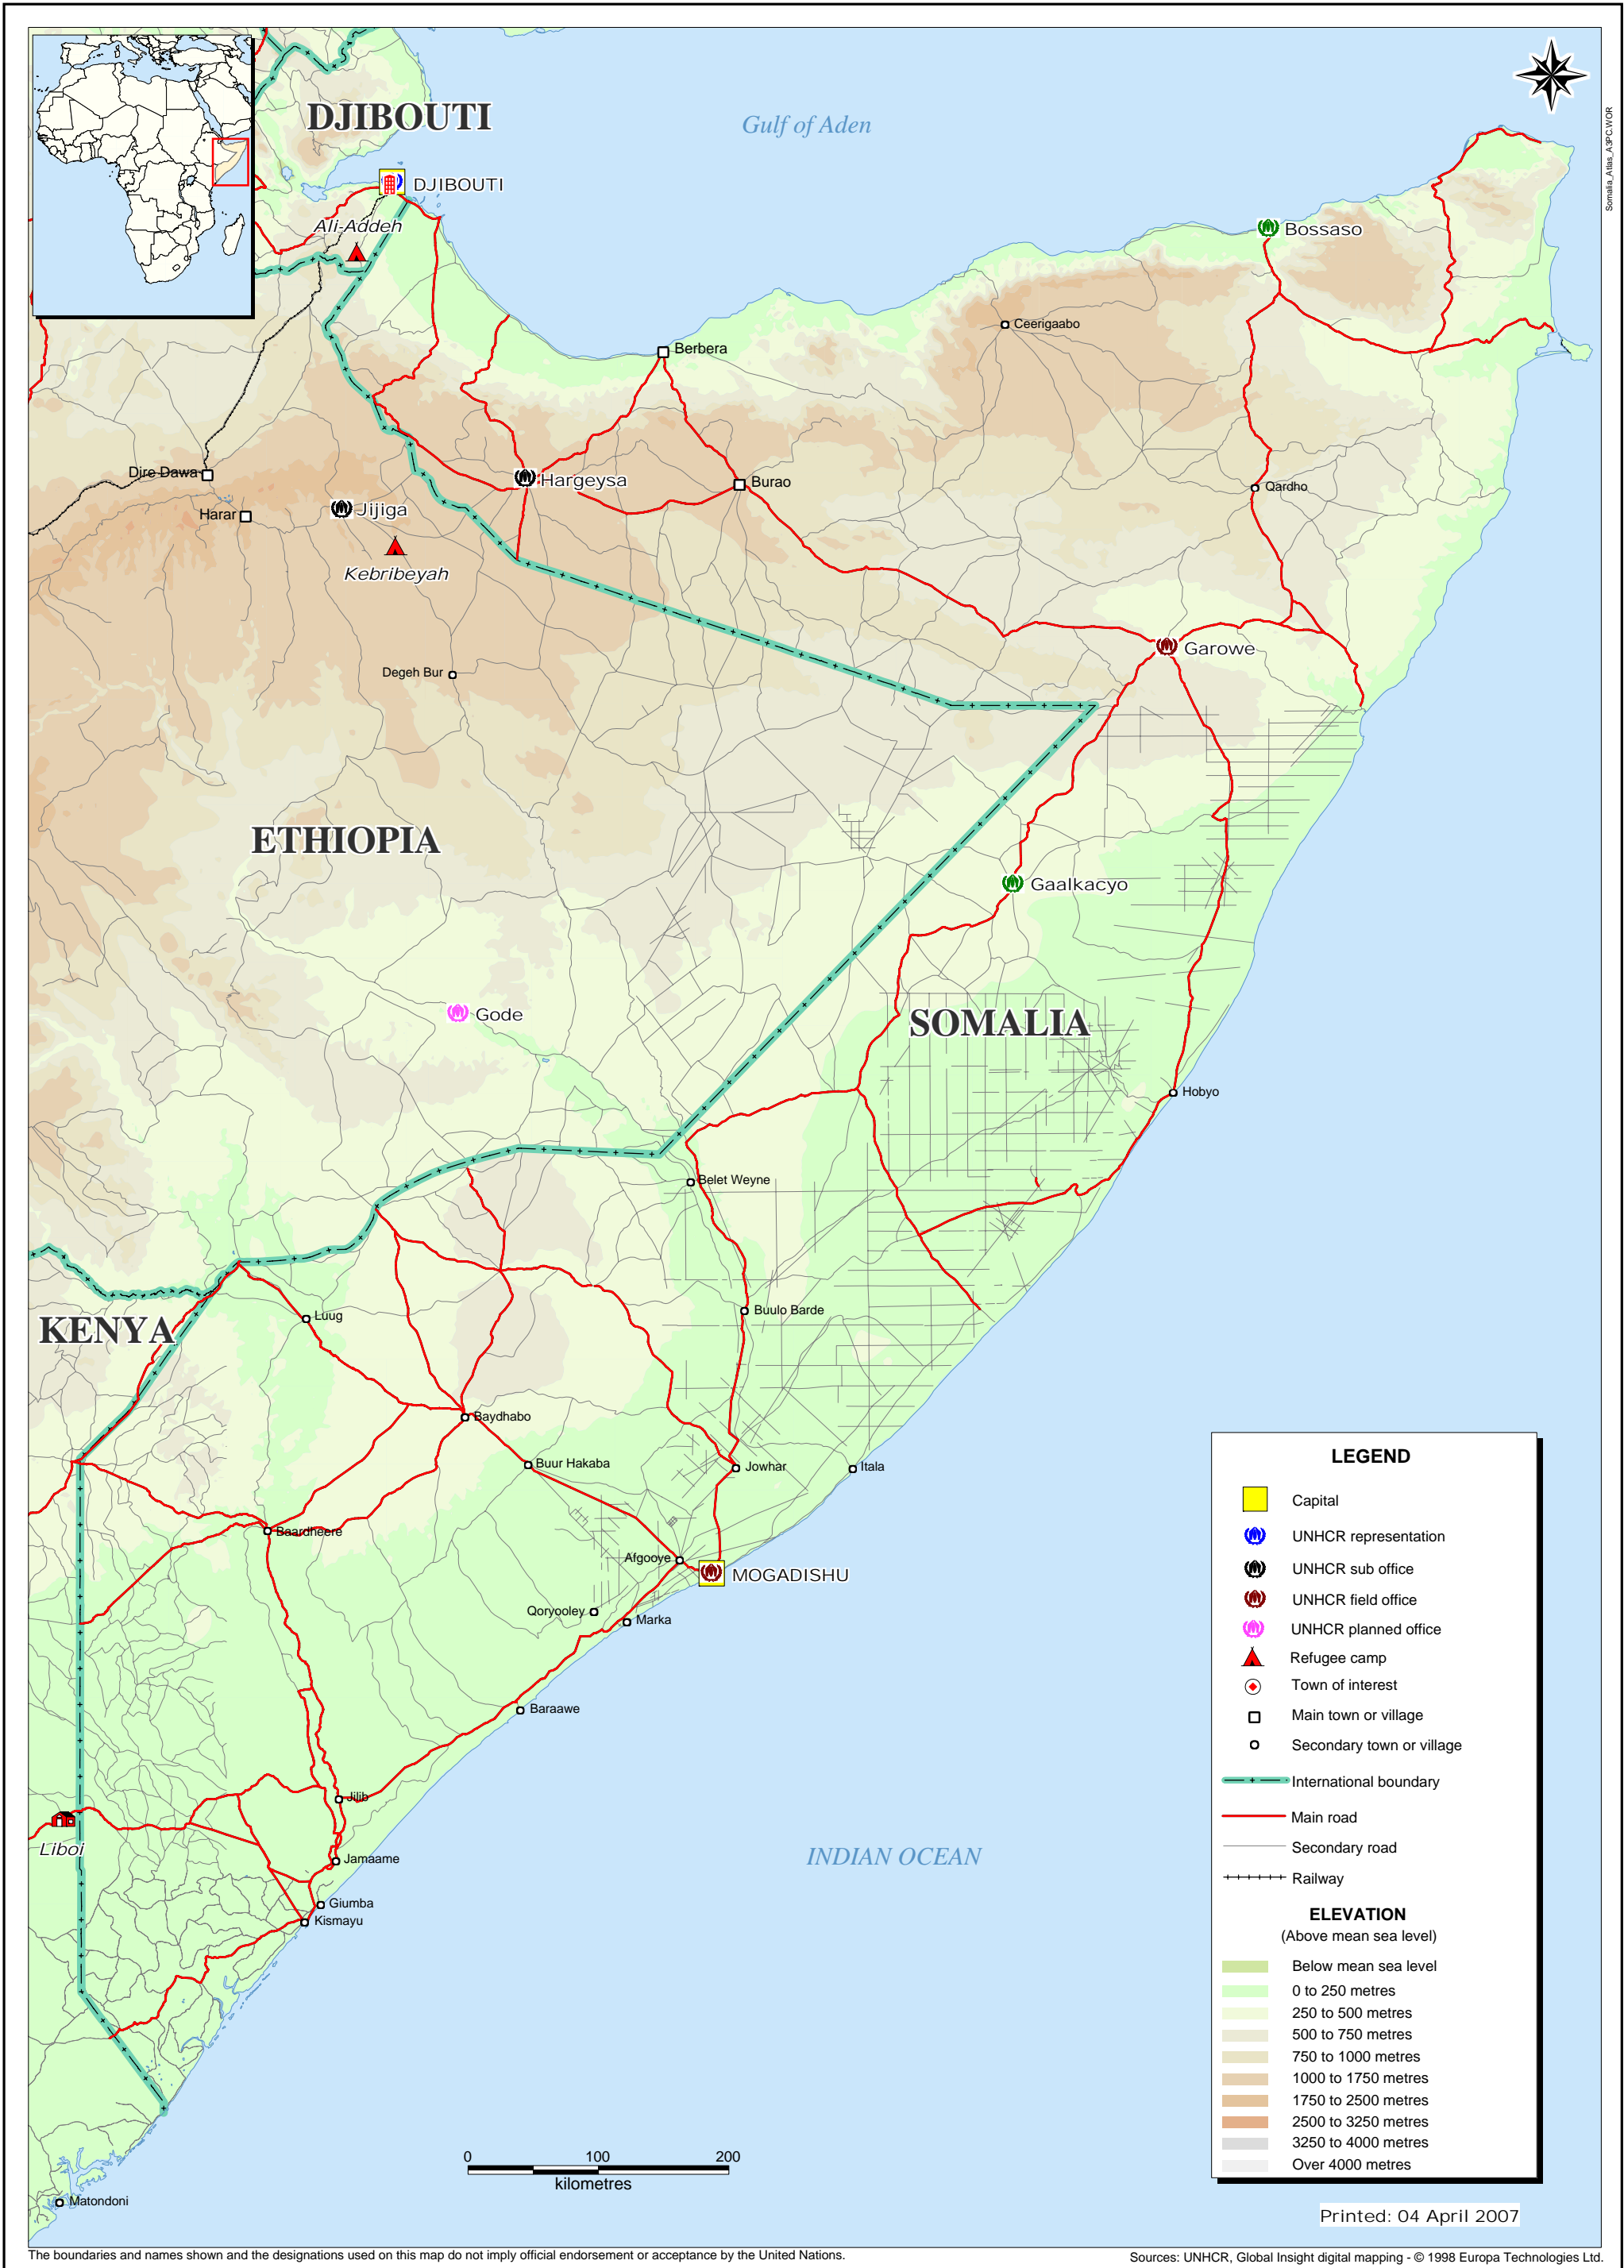 Somalia_Atlas_A3PC.WOR
DJIBOUTI
Gulf of Aden
DJIBOUTI
Ali-Addeh
Bossaso
Ceerigaabo
Berbera
Dire Dawa
Hargeysa
Burao
Qardho
Jijiga
Harar
Kebribeyah
Garowe
Degeh Bur
ETHIOPIA
Gaalkacyo
Gode
SOMALIA
Hobyo
Belet Weyne
Buulo Barde
Luug
KENYA
Baydhabo
Buur Hakaba
Jowhar
Itala
Baardheere
Afgooye
MOGADISHU
Qoryooley
Marka
Baraawe
Jilib
Liboi
Jamaame
INDIAN OCEAN
Giumba
Kismayu
Matondoni
LEGEND
Capital
UNHCR representation
UNHCR sub office
UNHCR field office
UNHCR planned office
Refugee camp
Town of interest
Main town or village
Secondary town or village
International boundary
Main road
Secondary road
Railway
ELEVATION
(Above mean sea level)
Below mean sea level
0 to 250 metres
250 to 500 metres
500 to 750 metres
750 to 1000 metres
1000 to 1750 metres
1750 to 2500 metres
2500 to 3250 metres
3250 to 4000 metres
Over 4000 metres
0 100 200
kilometres
Printed: 04 April 2007
The boundaries and names shown and the designations used on this map do not imply official endorsement or acceptance by the United Nations.
Sources: UNHCR, Global Insight digital mapping - © 1998 Europa Technologies Ltd.